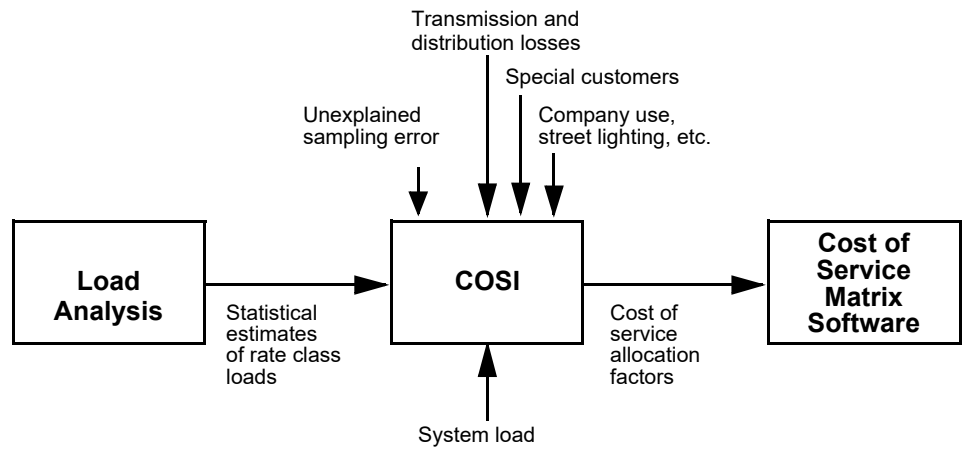 Transmission and
distribution losses
Special customers
Unexplained
sampling error
Company use,
street lighting, etc.
Load
Analysis
Statistical
estimates
of rate class
loads
COSI
Cost of
service
allocation
factors
Cost of
Service
Matrix
Software
System load